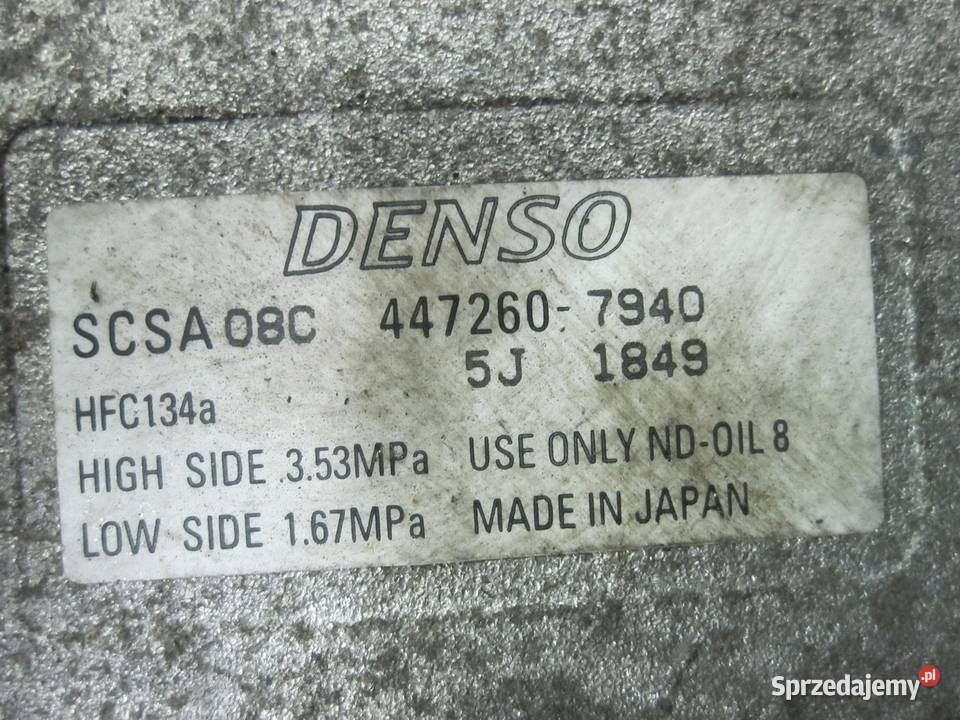 DENSO
SCSA08C 447260-7940
5J 1849
HFC134a
HIGH SIDE 3.53MPa USE ONLY ND-OIL 8
LOW SIDE 1.67MPa MADE IN JAPAN
Sprzedajemy.pl